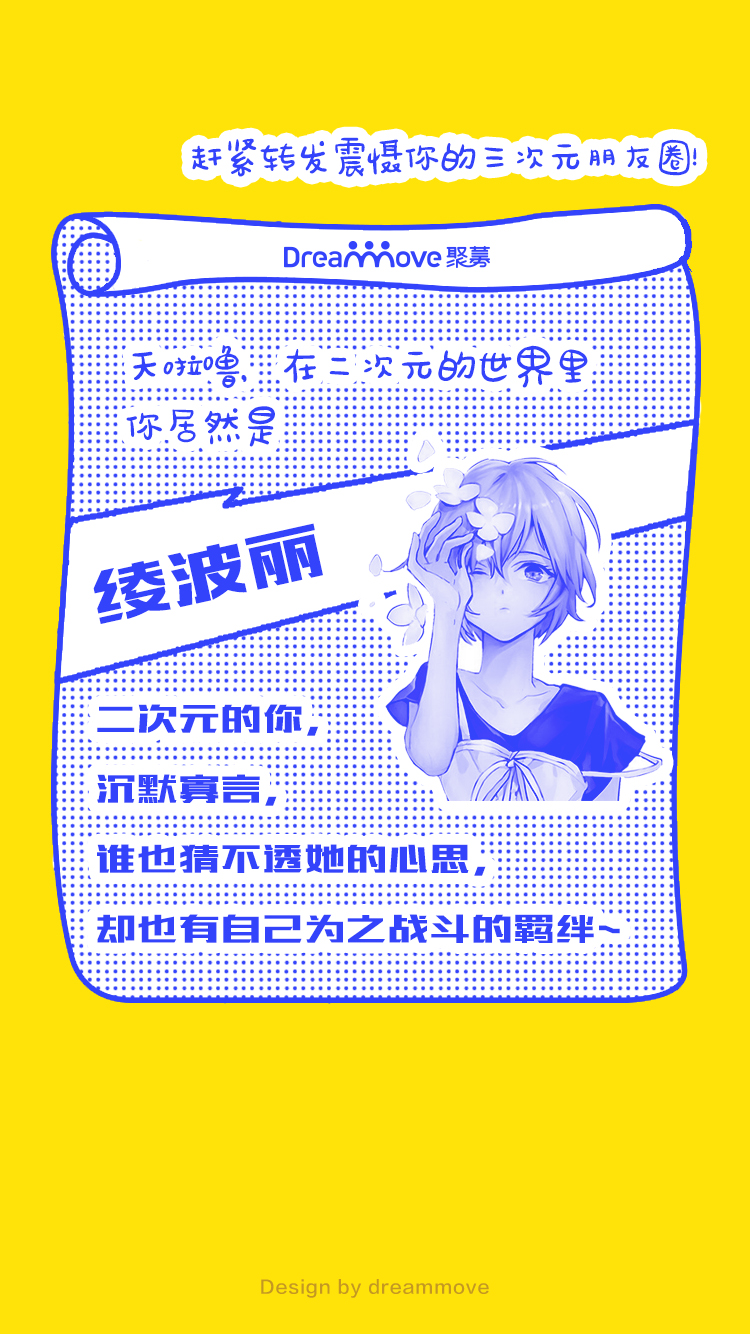 赶紧转发震慑你的三次元朋友圈!
Dreammove聚募
天啦噜,在二次元的世界里
你居然是
绫波丽
二次元的你,
沉默寡言,
谁也猜不透她的心思,
却也有自己为之战斗的羁绊~
Design by dreammove